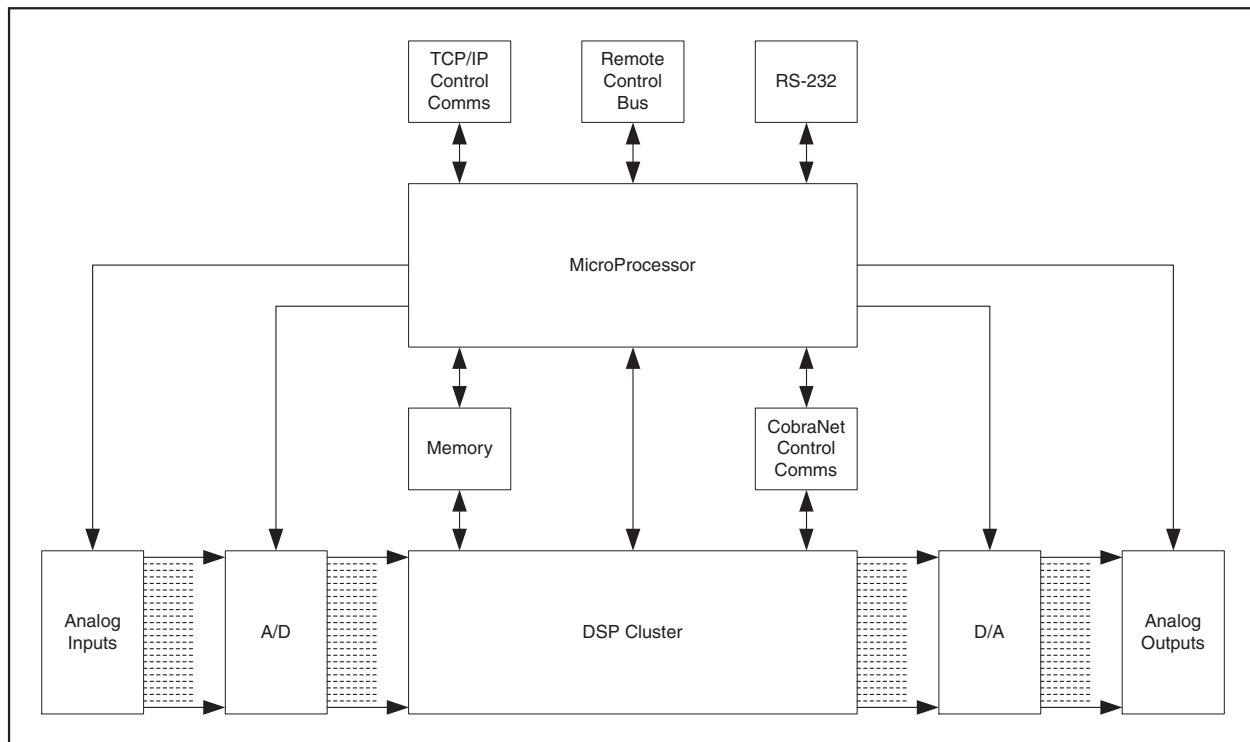 TCP/IP
Control
Comms
Remote
Control
Bus
RS-232
MicroProcessor
Memory
CobraNet
Control
Comms
Analog
Inputs
A/D
DSP Cluster
D/A
Analog
Outputs